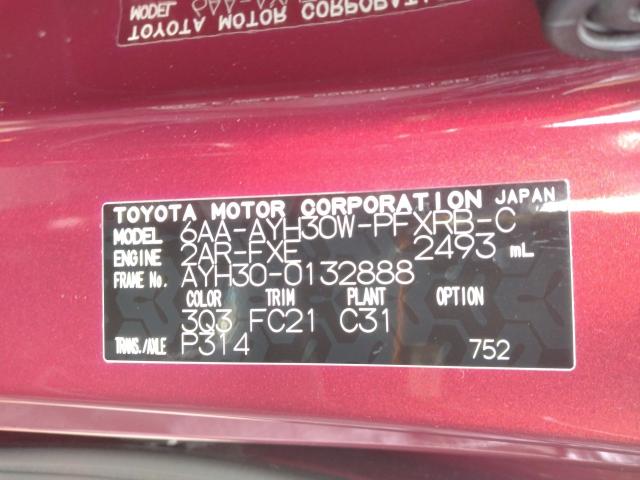 TOYOTA MOTOR CORPORATION JAPAN
MODEL 6AA-AYH30W-PFXRB-C
ENGINE 2AR-FXE 2493 mL
FRAME No. AYH30-0132888
COLOR TRIM PLANT OPTION
3Q3 FC21 C31
TRANS./AXLE P314 752